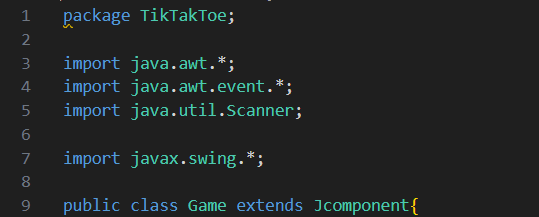 1 package TikTakToe;
2
3 import java.awt.*;
4 import java.awt.event.*;
5 import java.util.Scanner;
6
7 import javax.swing.*;
8
9 public class Game extends Jcomponent{